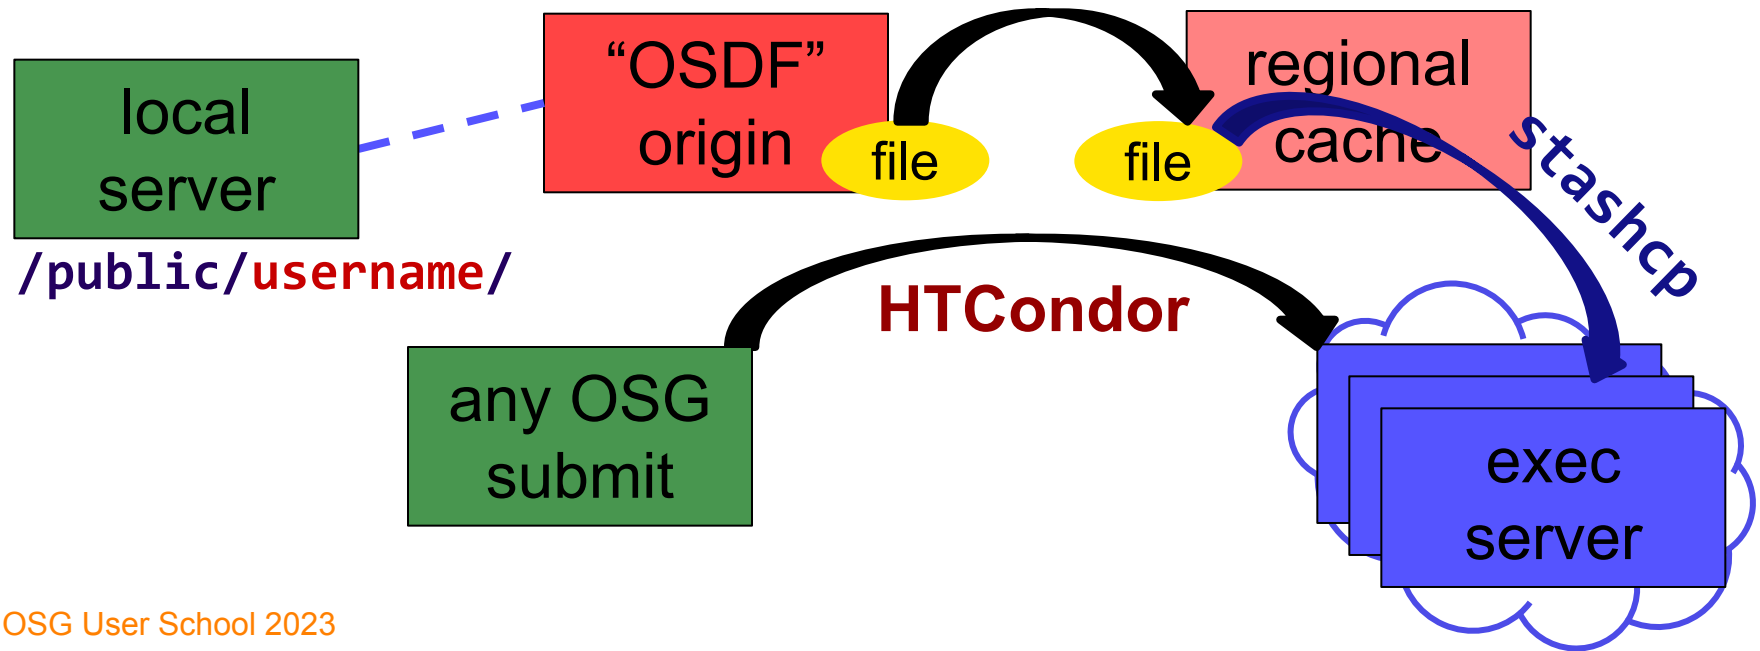 local
server
/public/username/
“OSDF”
origin
file
file
regional
cache
stashcp
HTCondor
any OSG
submit
exec
server
OSG User School 2023